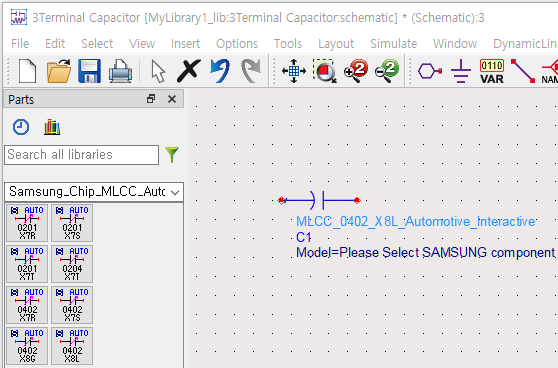 3Terminal Capacitor [MyLibrary1_lib:3Terminal Capacitor:schematic] * (Schematic):3
File Edit Select View Insert Options Tools Layout Simulate Window DynamicLin
0110
VAR
NAM
Parts
Search all libraries
Samsung_Chip_MLCC_Auto
AUTO AUTO
0201 0201
X7R X7S
AUTO AUTO
0201 0204
X7T X7T
AUTO AUTO
0402 0402
X7R X7S
AUTO AUTO
0402 0402
X8G X8L
MLCC_0402_X8L_Automotive_Interactive
C1
Model=Please Select SAMSUNG component